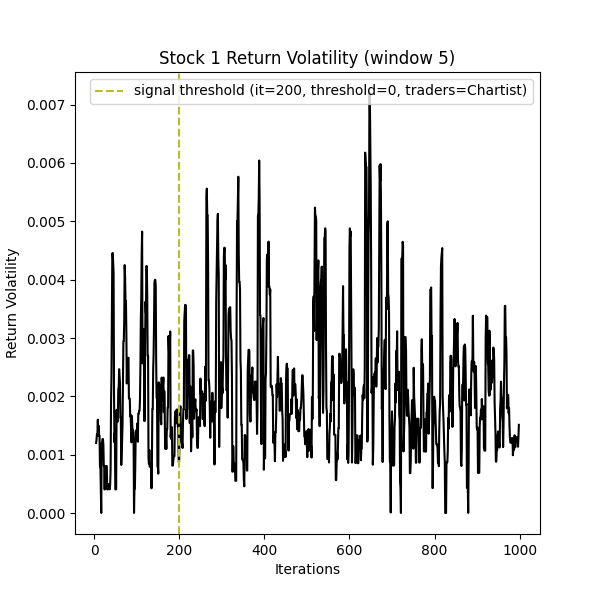 Stock 1 Return Volatility (window 5)
signal threshold (it=200, threshold=0, traders=Chartist)
0.007
0.006
0.005
0.004
0.003
0.002
0.001
0.000
Return Volatility
0 200 400 600 800 1000
Iterations